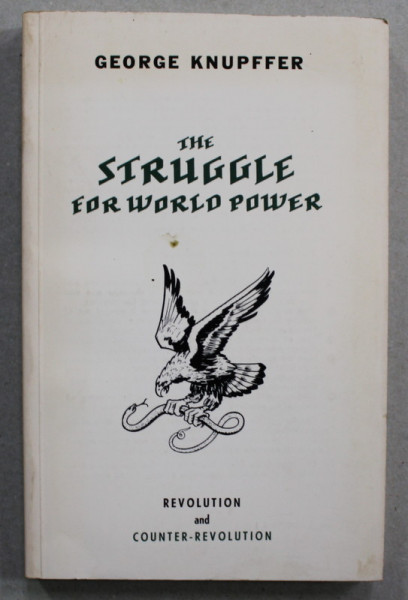 GEORGE KNUPFFER
THE
STRUGGLE
FOR WORLD POWER
REVOLUTION
and
COUNTER-REVOLUTION